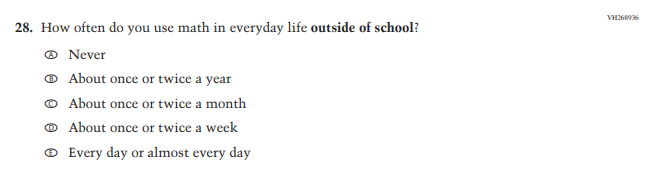 VH268936
28. How often do you use math in everyday life outside of school?
A Never
B About once or twice a year
C About once or twice a month
D About once or twice a week
E Every day or almost every day